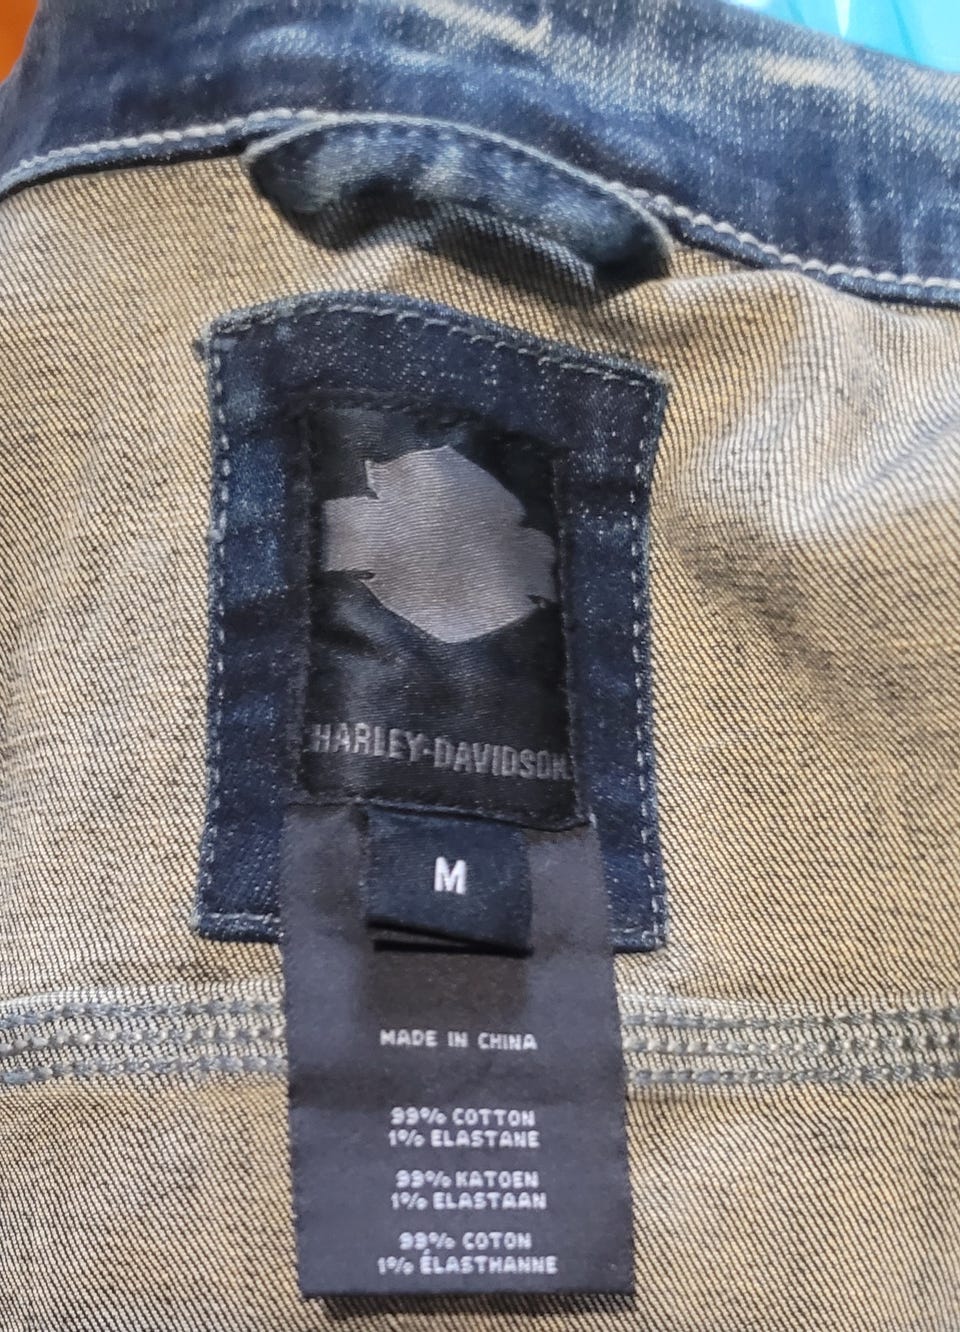 HARLEY-DAVIDSON
M
MADE IN CHINA
99% COTTON
1% ELASTANE
99% KATOEN
1% ELASTAAN
99% COTON
1% ÉLASTHANNE